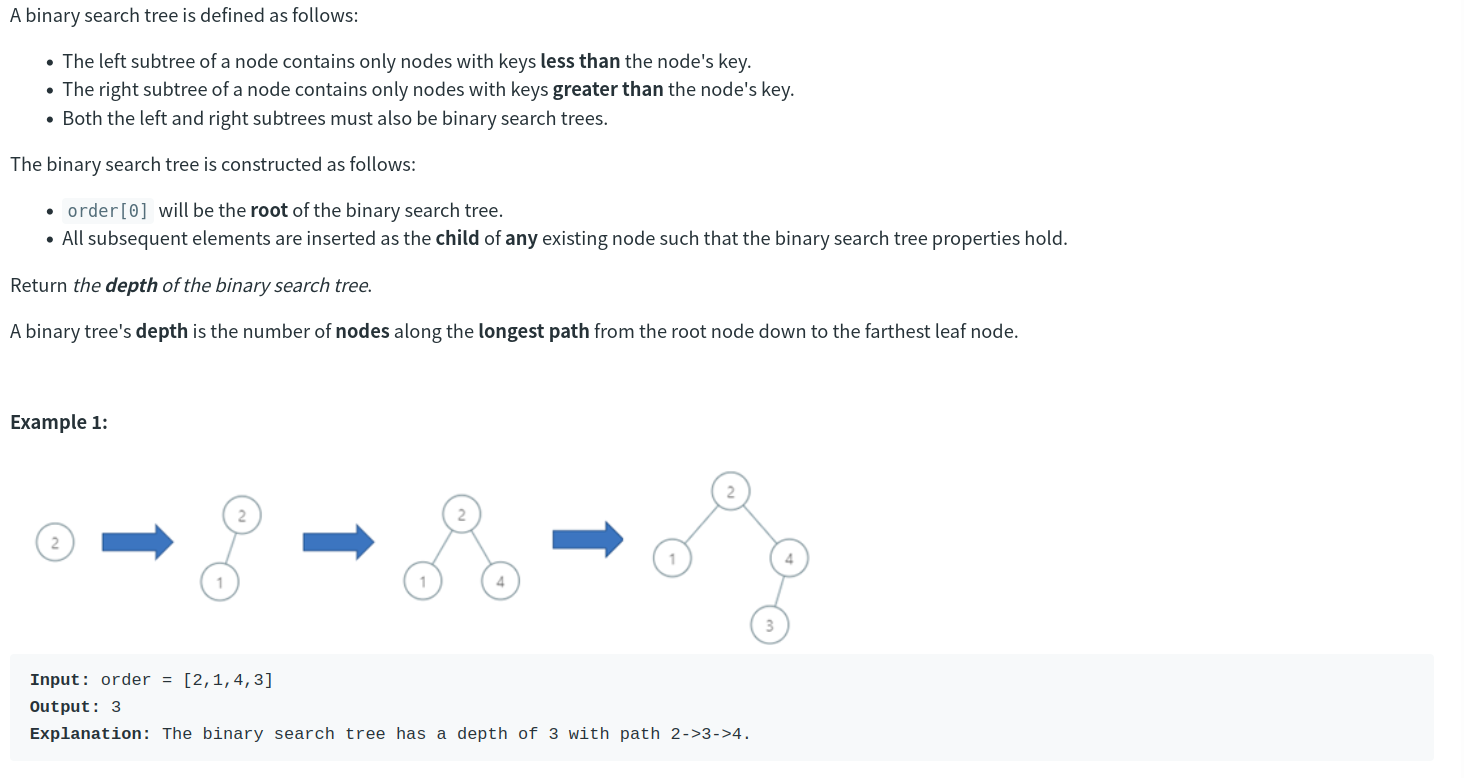 A binary search tree is defined as follows:
• The left subtree of a node contains only nodes with keys less than the node's key.
• The right subtree of a node contains only nodes with keys greater than the node's key.
• Both the left and right subtrees must also be binary search trees.
The binary search tree is constructed as follows:
• order[0] will be the root of the binary search tree.
• All subsequent elements are inserted as the child of any existing node such that the binary search tree properties hold.
Return the depth of the binary search tree.
A binary tree's depth is the number of nodes along the longest path from the root node down to the farthest leaf node.
Example 1:
2
2
1
2
1 4
2
1 4
3
Input: order = [2,1,4,3]
Output: 3
Explanation: The binary search tree has a depth of 3 with path 2->3->4.